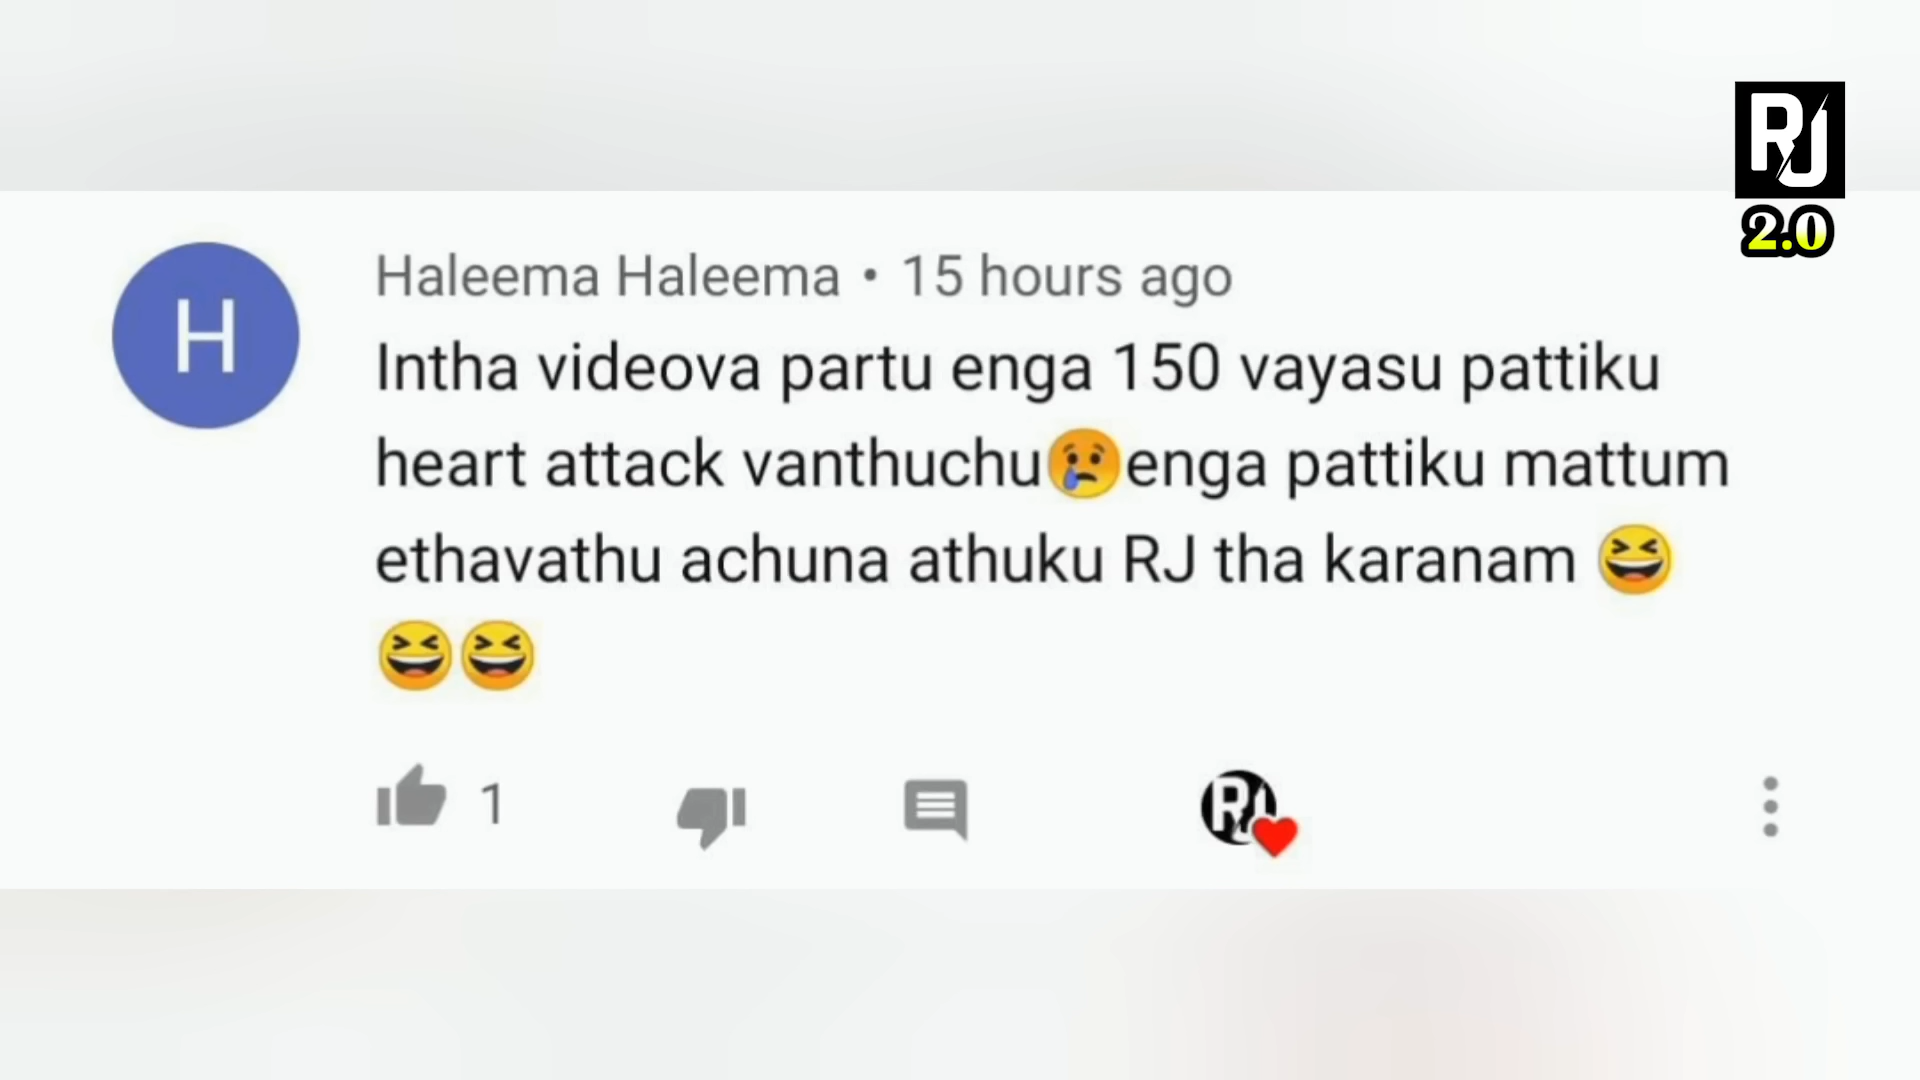 RJ
2.0
Haleema Haleema • 15 hours ago
Intha videova partu enga 150 vayasu pattiku
heart attack vanthuchu😢enga pattiku mattum
ethavathu achuna athuku RJ tha karanam 😆
😆😆
H
1
RJ